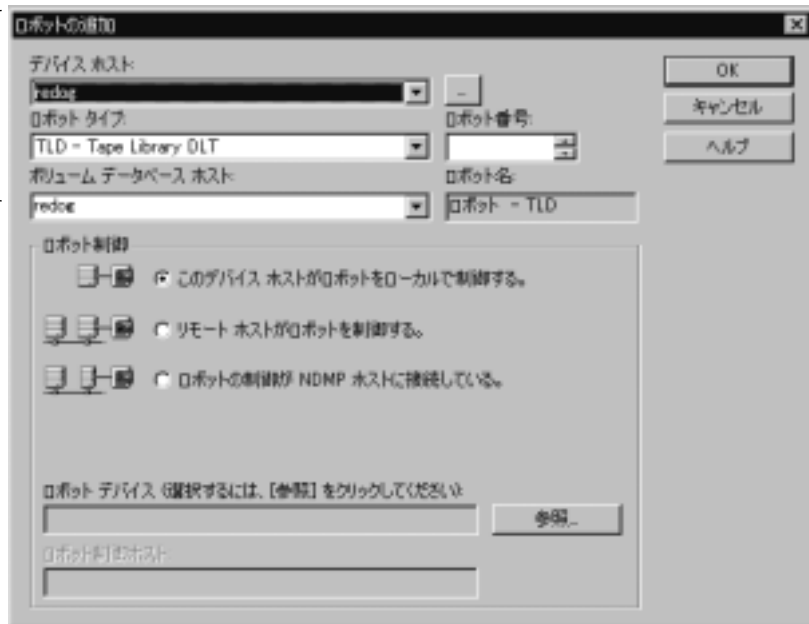 ロボットの追加
デバイス ホスト:
redog
OK
ロボット タイプ:
ロボット番号:
キャンセル
TLD - Tape Library DLT
ヘルプ
ボリューム データベース ホスト:
ロボット名:
redog
ロボット - TLD
ロボット制御
このデバイス ホストがロボットをローカルで制御する。
リモート ホストがロボットを制御する。
ロボットの制御が NDMP ホストに接続している。
ロボット デバイス (選択するには、[参照] をクリックしてください):
参照...
ロボット制御ホスト: